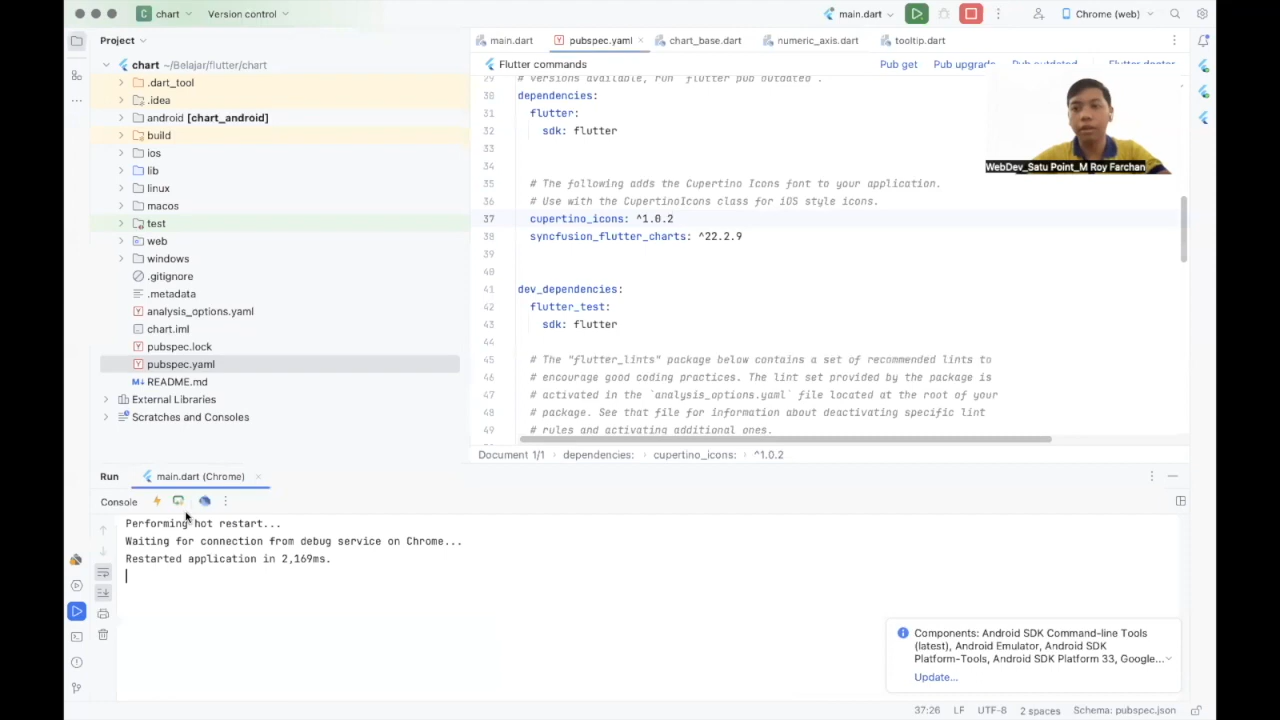 chart
Version control
main.dart
Chrome (web)
Project
main.dart
pubspec.yaml
chart_base.dart
numeric_axis.dart
tooltip.dart
chart ~/Belajar/flutter/chart
.dart_tool
.idea
android [chart_android]
build
ios
lib
linux
macos
test
web
windows
.gitignore
.metadata
analysis_options.yaml
chart.iml
pubspec.lock
pubspec.yaml
README.md
External Libraries
Scratches and Consoles
Flutter commands
Pub get
Pub upgrade
Pub outdated
Flutter doctor
29 # versions available, run `flutter pub outdated`.
30 dependencies:
31 flutter:
32 sdk: flutter
33
34
35 # The following adds the Cupertino Icons font to your application.
36 # Use with the CupertinoIcons class for iOS style icons.
37 cupertino_icons: ^1.0.2
38 syncfusion_flutter_charts: ^22.2.9
39
40
41 dev_dependencies:
42 flutter_test:
43 sdk: flutter
44
45 # The "flutter_lints" package below contains a set of recommended lints to
46 # encourage good coding practices. The lint set provided by the package is
47 # activated in the `analysis_options.yaml` file located at the root of your
48 # package. See that file for information about deactivating specific lint
49 # rules and activating additional ones.
WebDev_Satu Point_M Roy Farchan
Document 1/1
dependencies:
cupertino_icons:
^1.0.2
Run
main.dart (Chrome)
Console
Performing hot restart...
Waiting for connection from debug service on Chrome...
Restarted application in 2,169ms.
Components: Android SDK Command-line Tools
(latest), Android Emulator, Android SDK
Platform-Tools, Android SDK Platform 33, Google...
Update...
37:26
LF
UTF-8
2 spaces
Schema: pubspec.json